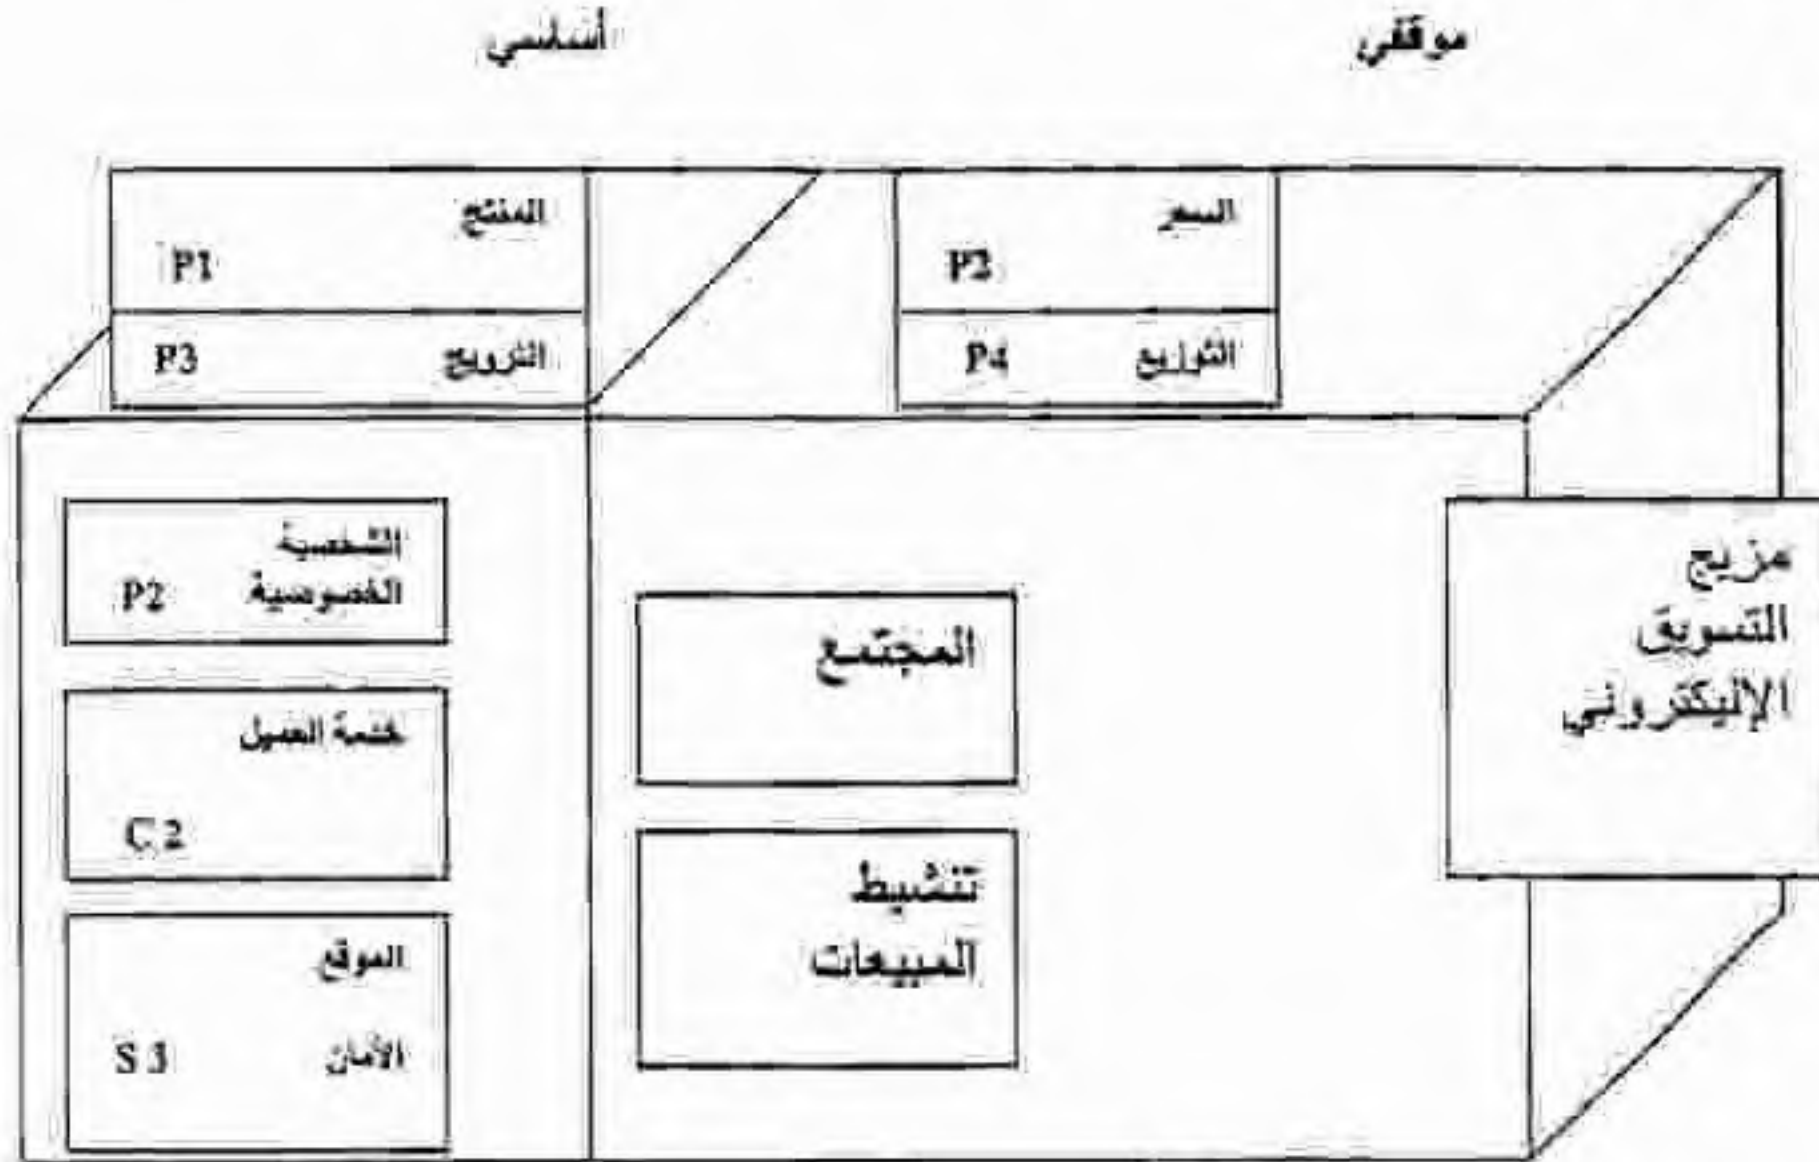 موقفي
أساسي
السعر
P2
التوزيع P4
المنتج
P1
الترويج P3
مزيج
التسويق
الإليكتروني
المجتمع
تنشيط
المبيعات
الشخصية
الخصوصية P2
خدمة العميل
C 2
الموقع
الأمان S 3